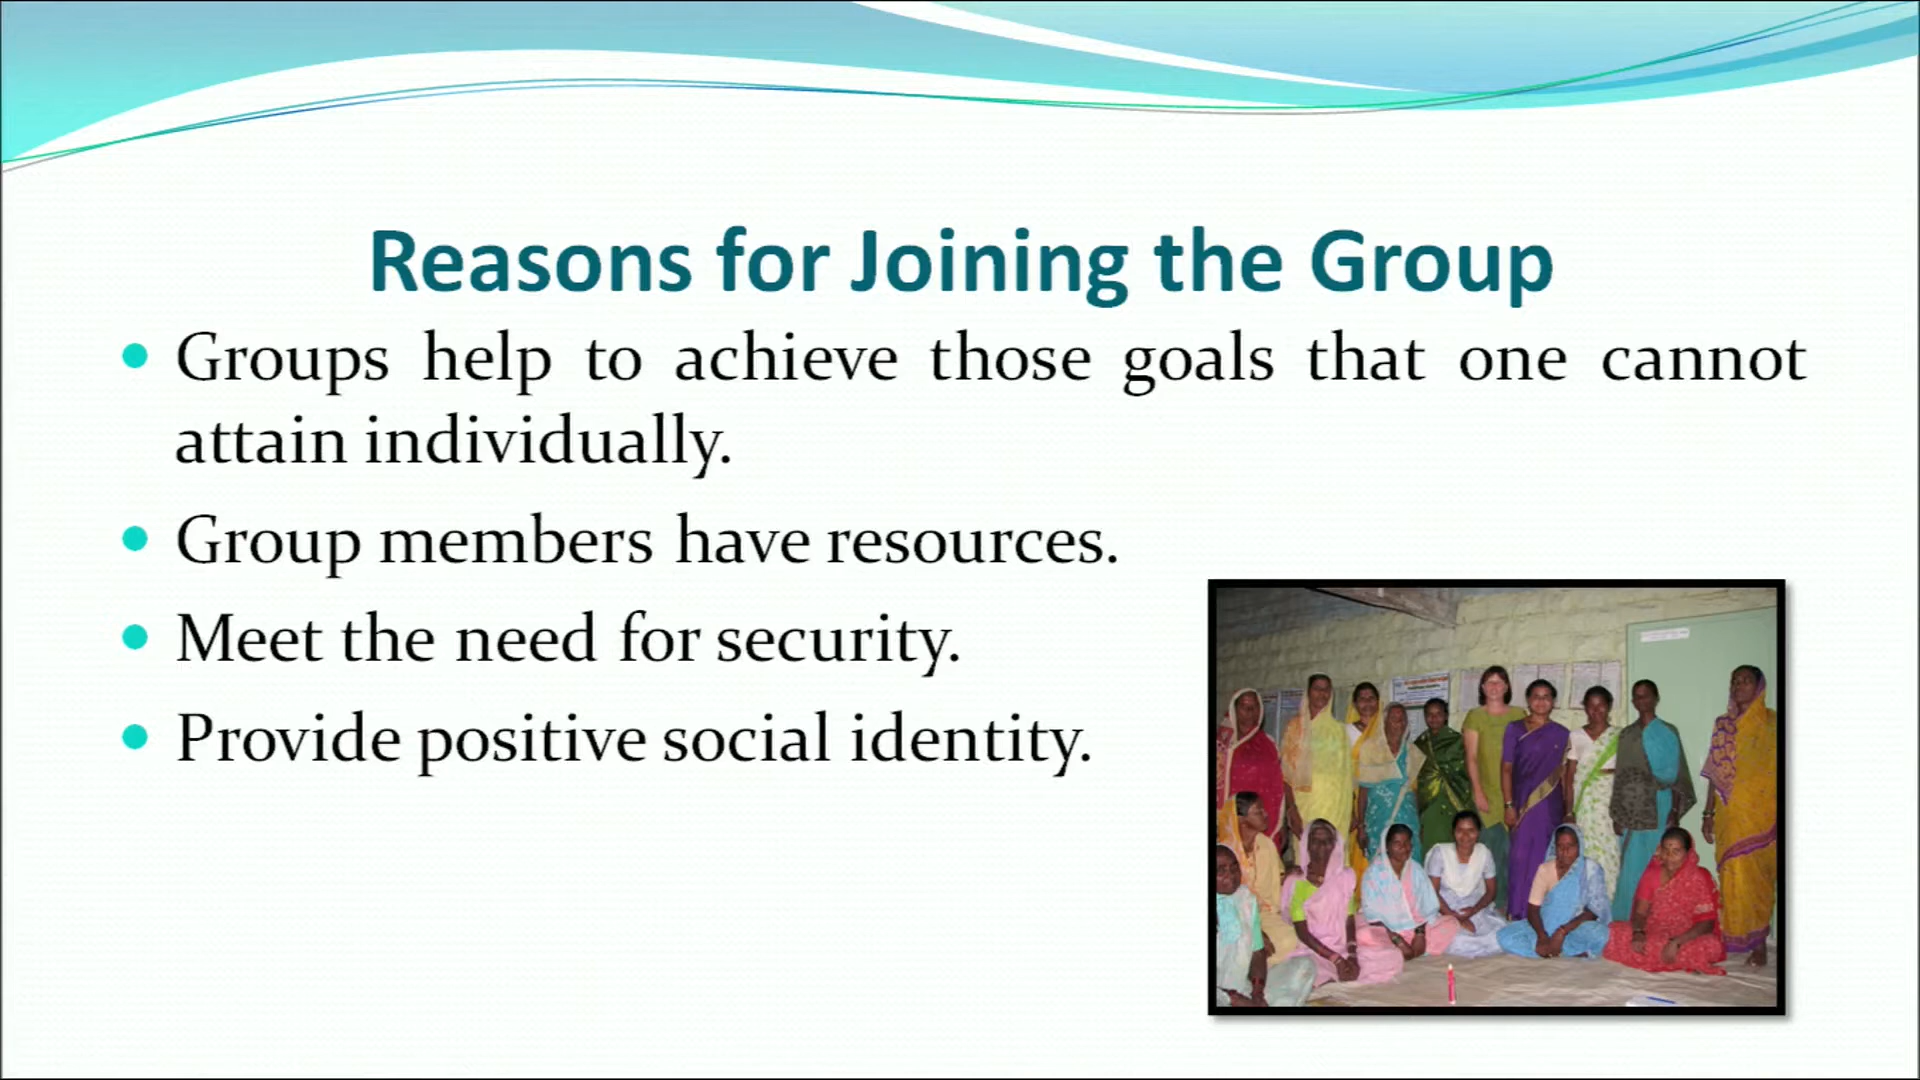 Reasons for Joining the Group
• Groups help to achieve those goals that one cannot
attain individually.
• Group members have resources.
• Meet the need for security.
• Provide positive social identity.